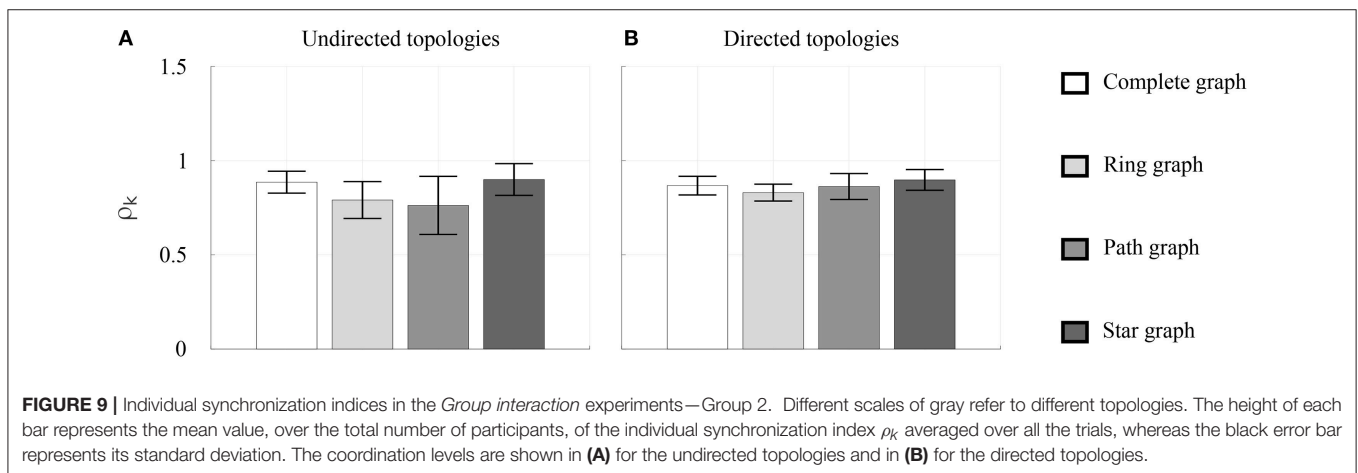 A Undirected topologies
B Directed topologies
1.5
1
0.5
0
ρk
Complete graph
Ring graph
Path graph
Star graph
FIGURE 9 | Individual synchronization indices in the Group interaction experiments—Group 2. Different scales of gray refer to different topologies. The height of each
bar represents the mean value, over the total number of participants, of the individual synchronization index ρk averaged over all the trials, whereas the black error bar
represents its standard deviation. The coordination levels are shown in (A) for the undirected topologies and in (B) for the directed topologies.